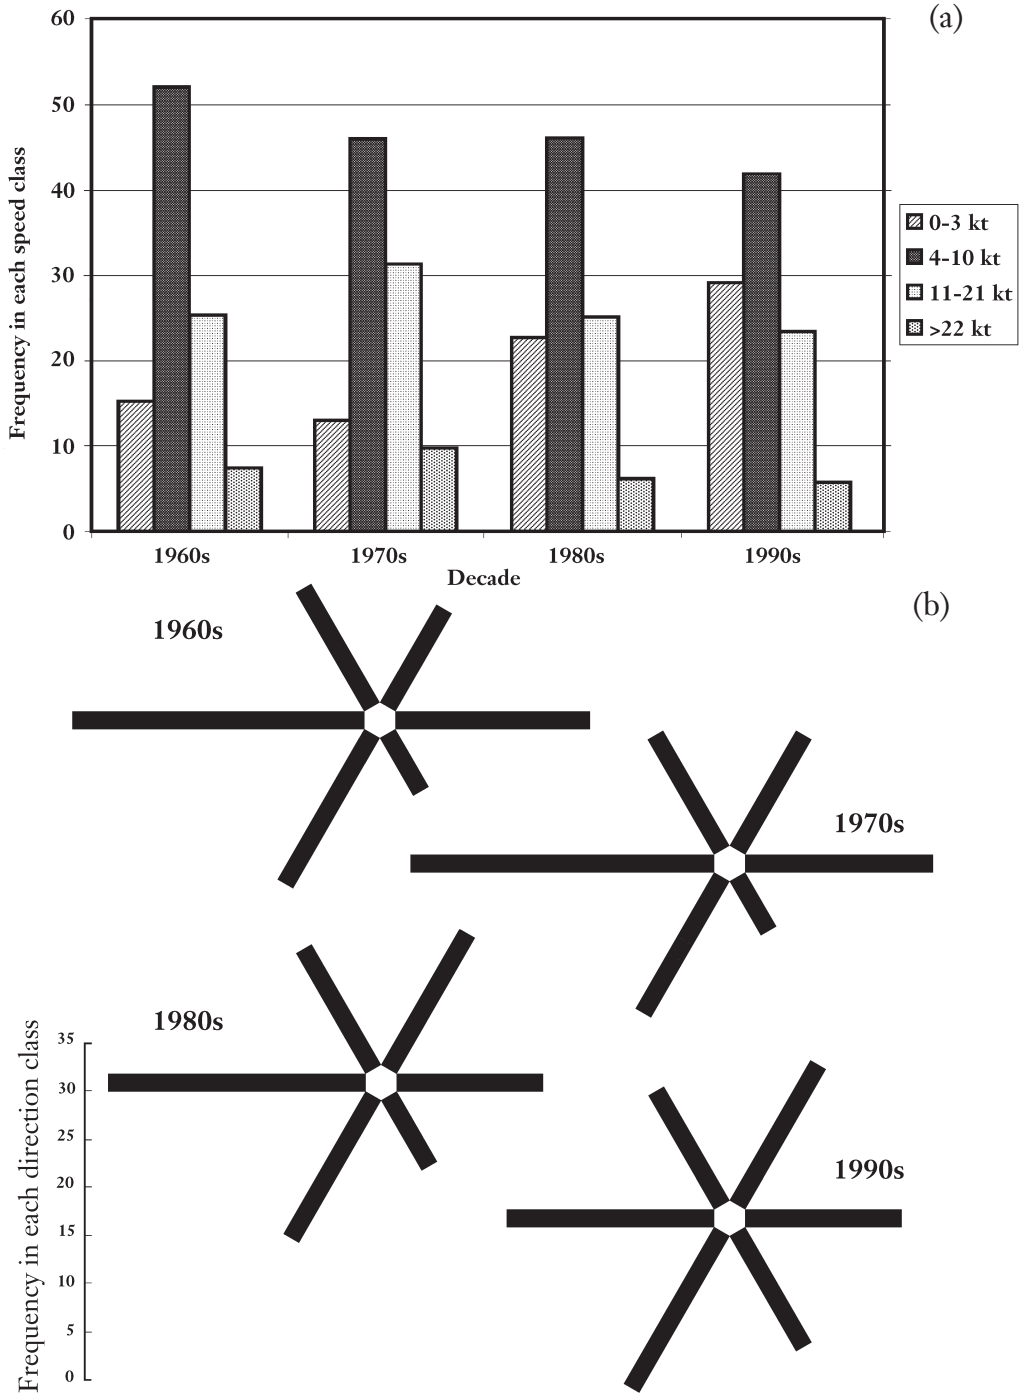 (a)
60
50
40
30
20
10
0
Frequency in each speed class
1960s 1970s 1980s 1990s
Decade
0-3 kt
4-10 kt
11-21 kt
>22 kt
(b)
1960s
1970s
1980s
1990s
Frequency in each direction class
35
30
25
20
15
10
5
0